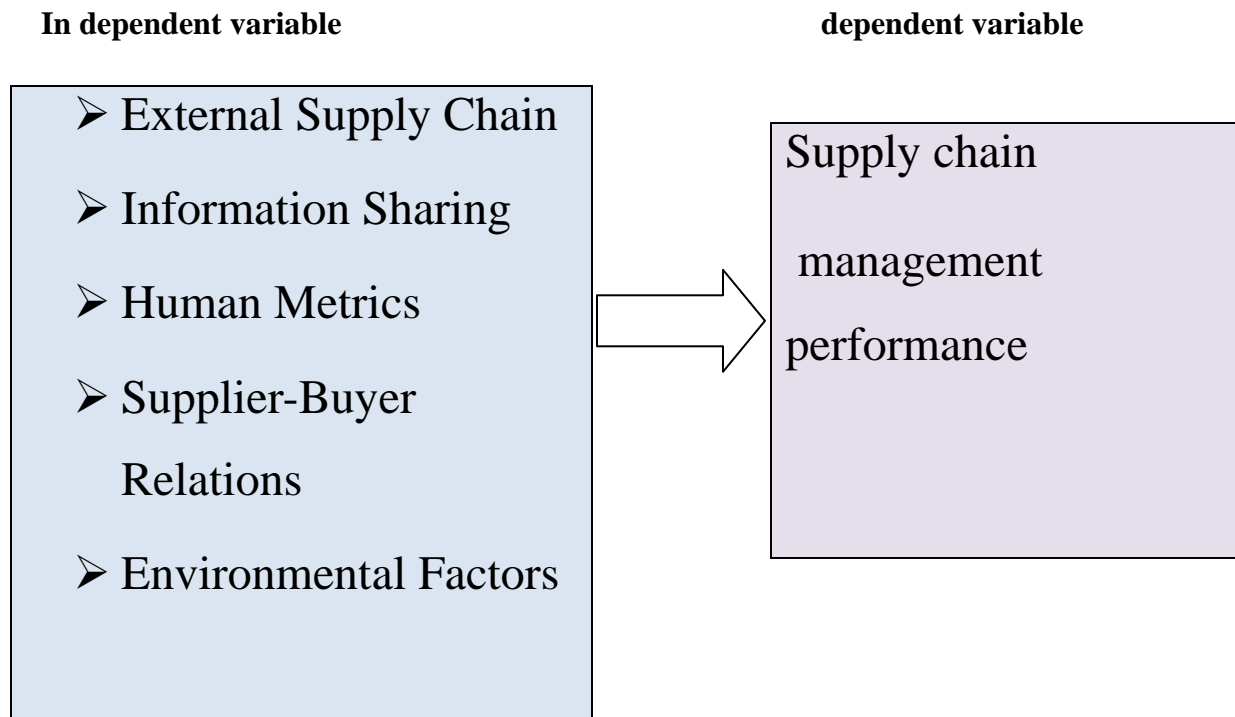 In dependent variable
dependent variable
➢ External Supply Chain
➢ Information Sharing
➢ Human Metrics
➢ Supplier-Buyer
Relations
➢ Environmental Factors
Supply chain
management
performance